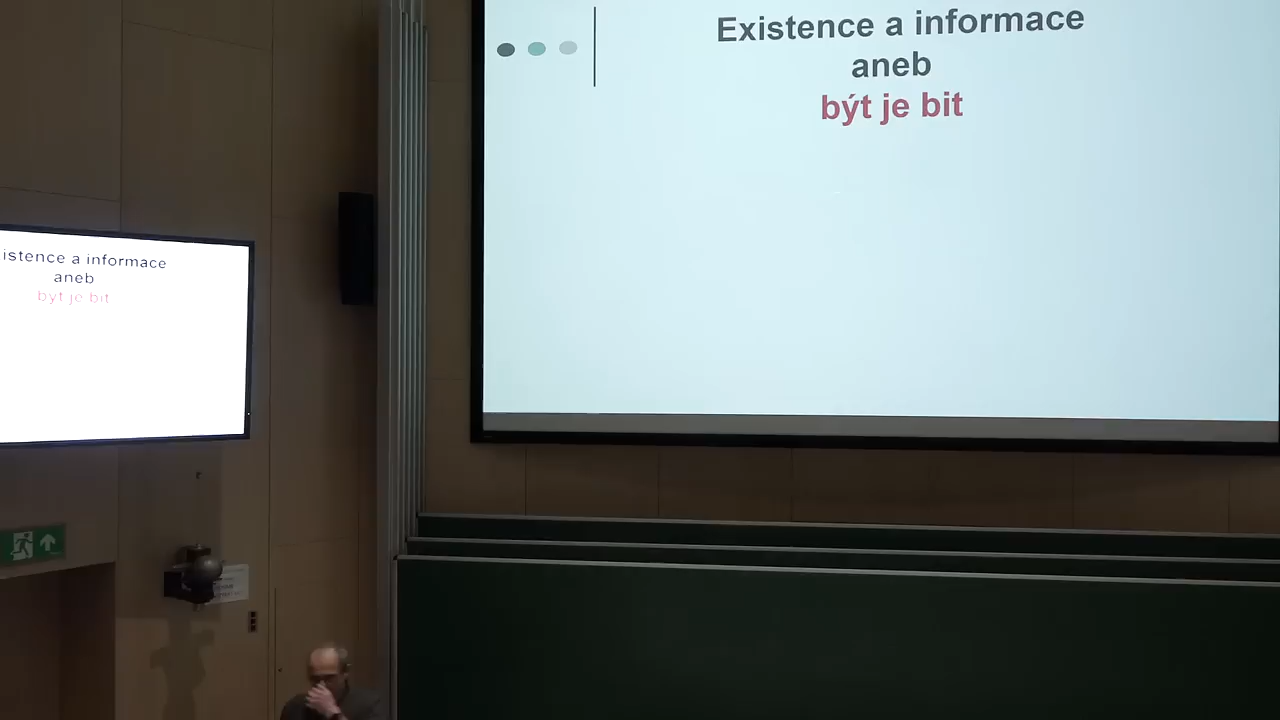 Existence a informace
aneb
být je bit
istence a informace
aneb
být je bit